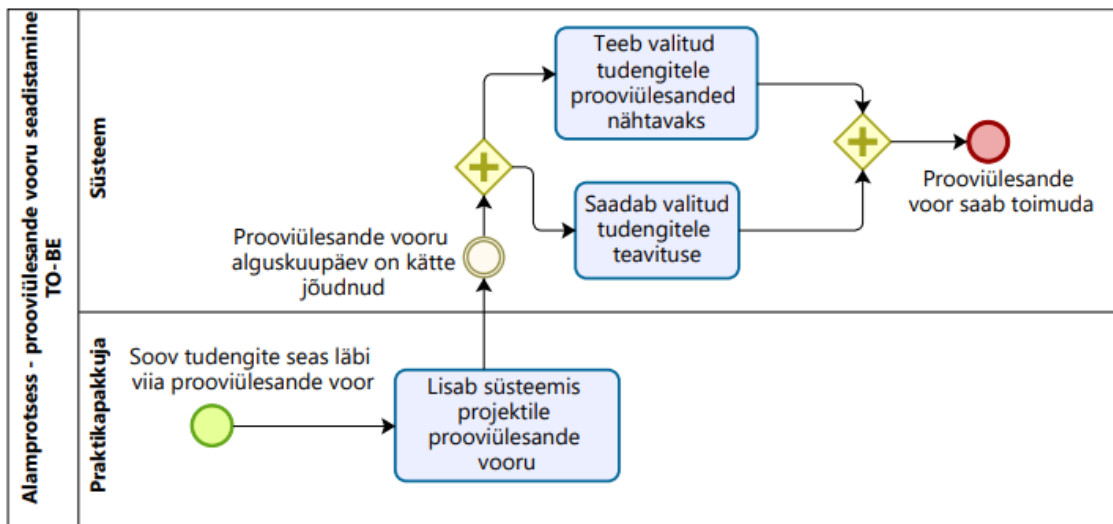 Alamprotsess - prooviülesande vooru seadistamine
TO-BE
Süsteem
Teeb valitud
tudengitele
prooviülesanded
nähtavaks
Saadab valitud
tudengitele
teavituse
Prooviülesande
voor saab toimuda
Prooviülesande vooru
alguskuupäev on kätte
jõudnud
Praktikapakkuja
Soov tudengite seas läbi
viia prooviülesande voor
Lisab süsteemis
projektile
prooviülesande
vooru